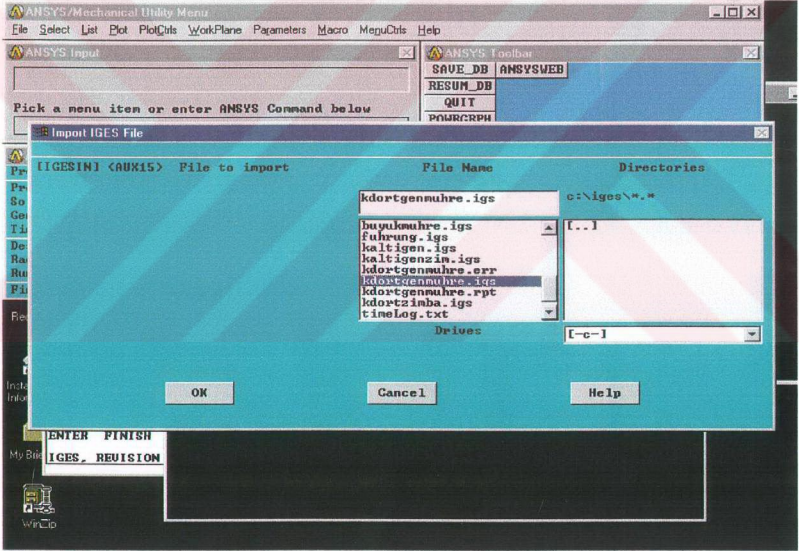 ANSYS/Mechanical Utility Menu
File Select List Plot PlotCtrls WorkPlane Parameters Macro MenuCtrls Help
ANSYS Input
ANSYS Toolbar
SAVE_DB ANSYSWEB
RESUM_DB
QUIT
POWRGRPH
Pick a menu item or enter ANSYS Command below
Import IGES File
[IGESIN] <AUX15> File to import
File Name
Directories
kdortgenmuhre.igs
c:\iges\*.*
buyukmuhre.igs
fuhrung.igs
kaltigen.igs
kaltigenzim.igs
kdortgenmuhre.err
kdortgenmuhre.igs
kdortgenmuhre.rpt
kdortzimba.igs
timeLog.txt
[..]
Drives
[-c-]
OK
Cancel
Help
ENTER FINISH
IGES, REVISION
My Brie
WinZip